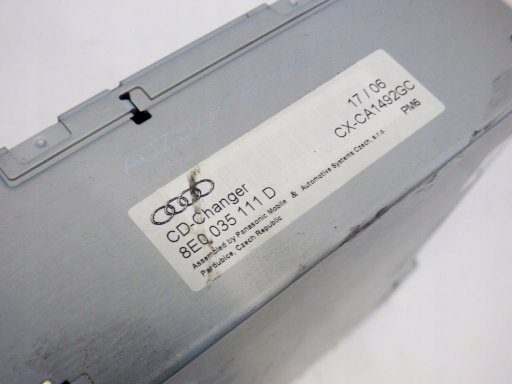 17 / 06
CX-CA1492GC
PM6
CD-Changer
8E0 035 111 D
Assembled by Panasonic Mobile & Automotive Systems Czech, s.r.o.
Pardubice, Czech Republic